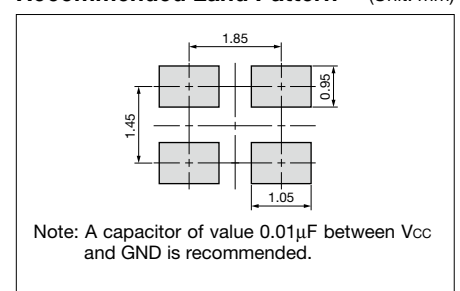 Recommended Land Pattern (Unit: mm)
1.85
0.95
1.45
1.05
Note: A capacitor of value 0.01µF between Vcc
and GND is recommended.